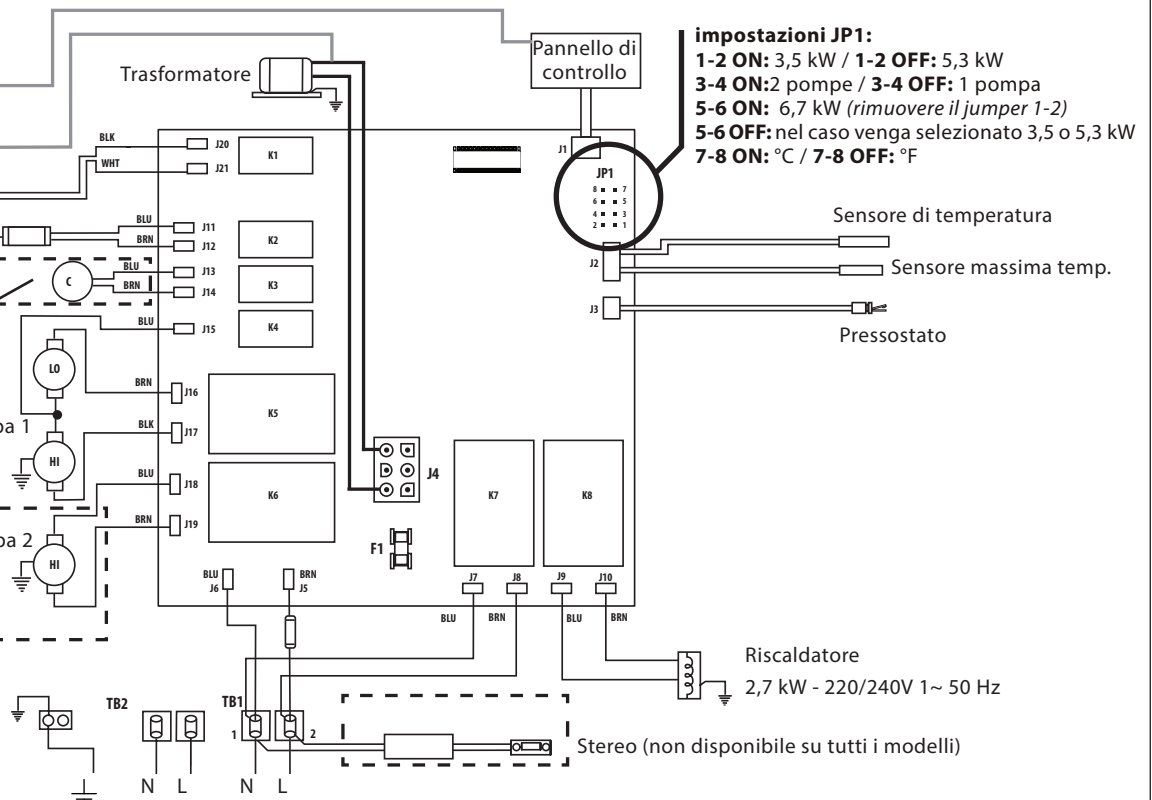 impostazioni JP1:
1-2 ON: 3,5 kW / 1-2 OFF: 5,3 kW
3-4 ON:2 pompe / 3-4 OFF: 1 pompa
5-6 ON: 6,7 kW (rimuovere il jumper 1-2)
5-6 OFF: nel caso venga selezionato 3,5 o 5,3 kW
7-8 ON: °C / 7-8 OFF: °F
Pannello di
controllo
Trasformatore
BLK
J20
WHT
J21
K1
J1
JP1
8 7
6 5
4 3
2 1
Sensore di temperatura
J2
Sensore massima temp.
J3
Pressostato
BLU
J11
BRN
J12
K2
C
BLU
J13
BRN
J14
K3
BLU
J15
K4
LO
BRN
J16
K5
pa 1
BLK
J17
HI
BLU
J18
K6
BRN
J19
pa 2
HI
J4
F1
K7
K8
BLU
J6
BRN
J5
J7
J8
J9
J10
BLU
BRN
BLU
BRN
Riscaldatore
2,7 kW - 220/240V 1~ 50 Hz
TB2
TB1
1
2
Stereo (non disponibile su tutti i modelli)
N L
N L